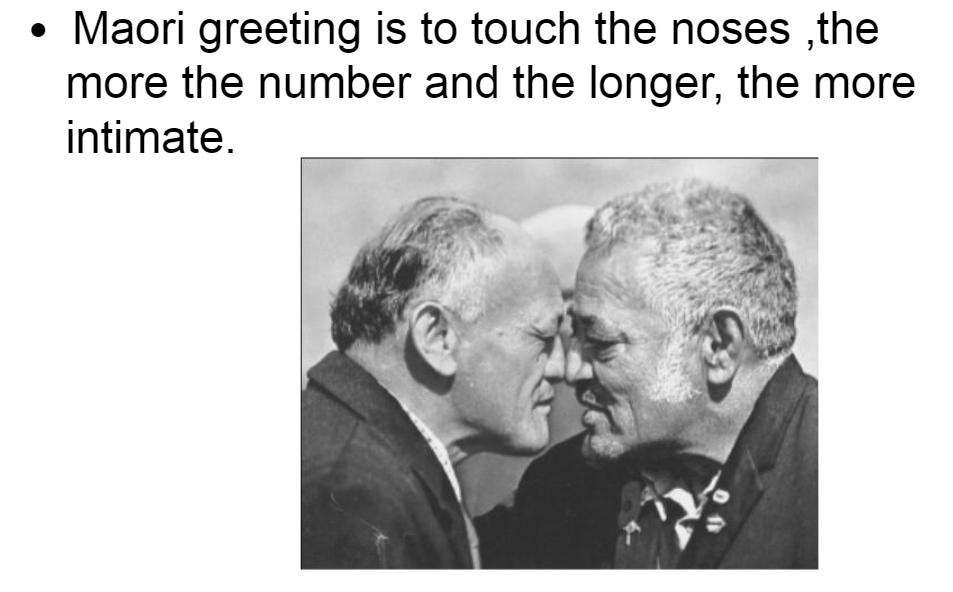 • Maori greeting is to touch the noses ,the
more the number and the longer, the more
intimate.